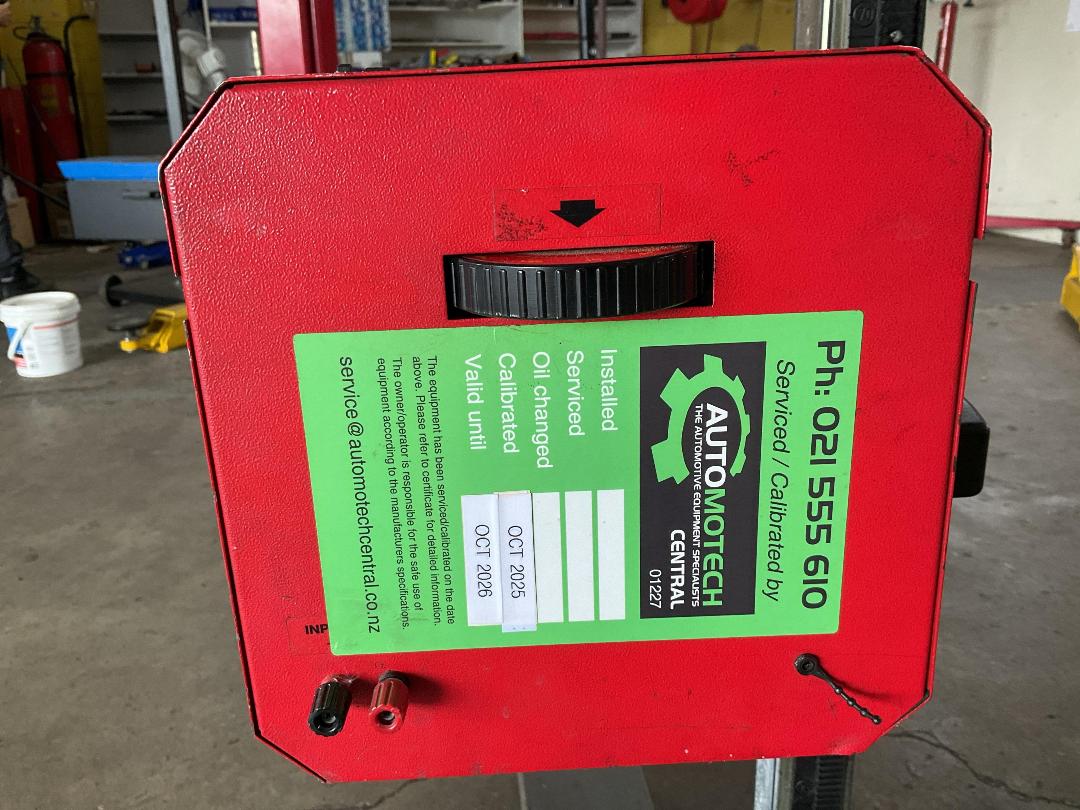 Ph: 021 555 610
Serviced / Calibrated by
AUTOMOTECH
THE AUTOMOTIVE EQUIPMENT SPECIALISTS
CENTRAL
01227
Installed
Serviced
Oil changed
Calibrated OCT 2025
Valid until OCT 2026
The equipment has been serviced/calibrated on the date
above. Please refer to certificate for detailed information.
The owner/operator is responsible for the safe use of
equipment according to the manufacturers specifications.
service@automotechcentral.co.nz
INP